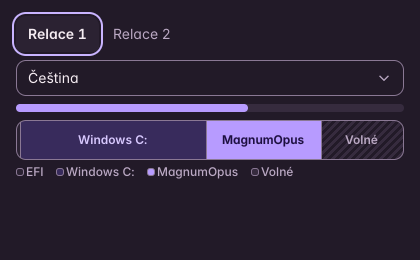 Relace 1 Relace 2
Čeština
Windows C: MagnumOpus Volné
EFI Windows C: MagnumOpus Volné